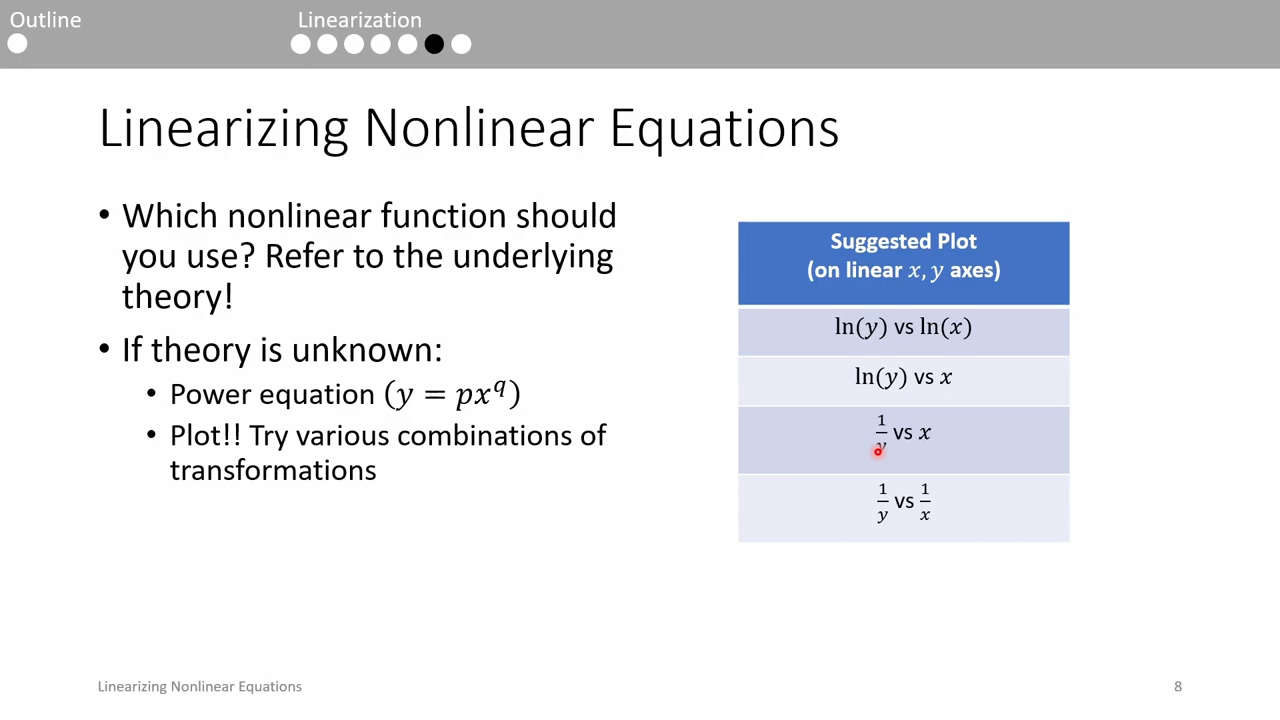 Outline
Linearization
Linearizing Nonlinear Equations
• Which nonlinear function should
you use? Refer to the underlying
theory!
• If theory is unknown:
• Power equation (y = px^q)
• Plot!! Try various combinations of
transformations
Suggested Plot
(on linear x, y axes)
ln(y) vs ln(x)
ln(y) vs x
1/y vs x
1/y vs 1/x
Linearizing Nonlinear Equations
8